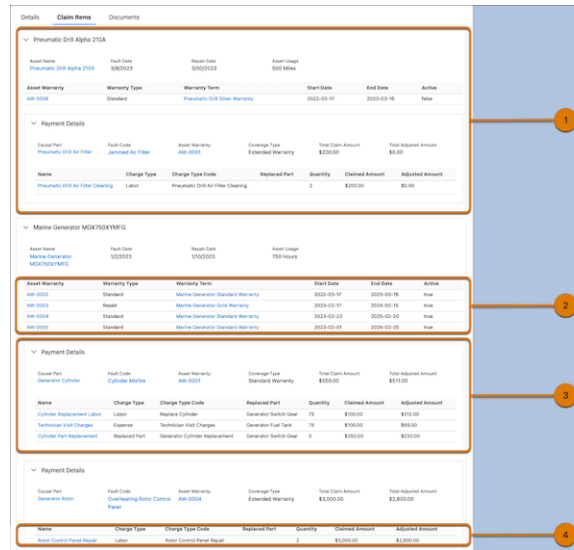 Details Claim Items Documents
Pneumatic Drill Alpha 210A
Asset Name Fault Date Repair Date Asset Usage
Pneumatic Drill Alpha 210A 3/8/2023 3/30/2023 500 Miles
Asset Warranty Warranty Type Warranty Term Start Date End Date Active
AW-0006 Standard Pneumatic Drill Silver Warranty 2022-03-17 2023-03-16 false
Payment Details
Causal Part Fault Code Asset Warranty Coverage Type Total Claim Amount Total Adjusted Amount
Pneumatic Drill Air Filter Jammed Air Filter AW-0001 Extended Warranty $200.00 $0.00
Name Charge Type Charge Type Code Replaced Part Quantity Claimed Amount Adjusted Amount
Pneumatic Drill Air Filter Cleaning Labor Pneumatic Drill Air Filter Cleaning 2 $200.00 $0.00
1
Marine Generator MGX750XYMFG
Asset Name Fault Date Repair Date Asset Usage
Marine Generator 1/2/2023 1/10/2023 750 Hours
MGX750XYMFG
Asset Warranty Warranty Type Warranty Term Start Date End Date Active
AW-0002 Standard Marine Generator Standard Warranty 2022-03-17 2023-03-16 true
AW-0003 Repair Marine Generator Gold Warranty 2023-02-17 2026-02-15 true
AW-0004 Standard Marine Generator Standard Warranty 2023-02-23 2025-02-20 true
AW-0005 Standard Marine Generator Standard Warranty 2023-02-01 2026-02-25 true
2
Payment Details
Causal Part Fault Code Asset Warranty Coverage Type Total Claim Amount Total Adjusted Amount
Generator Cylinder Cylinder Misfire AW-0001 Standard Warranty $550.00 $511.00
Name Charge Type Charge Type Code Replaced Part Quantity Claimed Amount Adjusted Amount
Cylinder Replacement Labor Labor Replace Cylinder Generator Switch Gear 75 $100.00 $212.00
Technician Visit Charges Expense Technician Visit Charges Generator Fuel Tank 75 $100.00 $69.00
Cylinder Part Replacement Replaced Part Generator Cylinder Replacement Generator Switch Gear 5 $350.00 $230.00
3
Payment Details
Causal Part Fault Code Asset Warranty Coverage Type Total Claim Amount Total Adjusted Amount
Generator Rotor Overheating Rotor Control AW-0004 Extended Warranty $3,000.00 $2,800.00
Panel
Name Charge Type Charge Type Code Replaced Part Quantity Claimed Amount Adjusted Amount
Rotor Control Panel Repair Labor Rotor Control Panel Repair 2 $3,000.00 $2,800.00
4